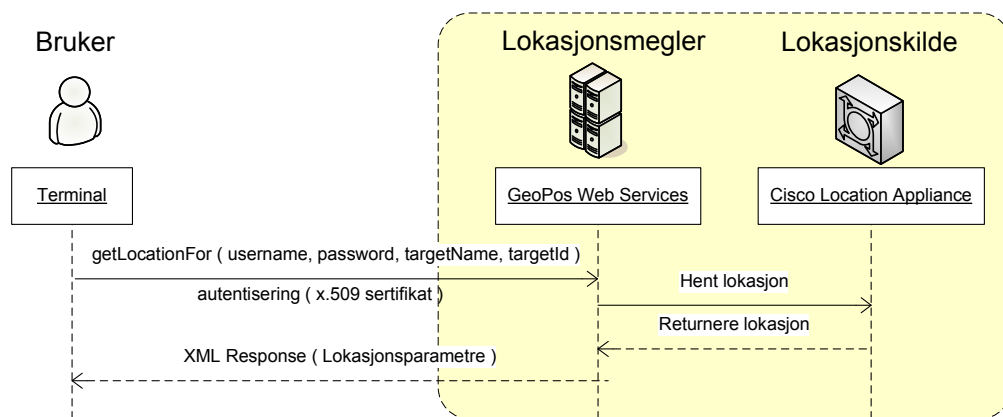 Bruker
Lokasjonsmegler
Lokasjonskilde
Terminal
GeoPos Web Services
Cisco Location Appliance
getLocationFor ( username, password, targetName, targetId )
autentisering ( x.509 sertifikat )
Hent lokasjon
Returnere lokasjon
XML Response ( Lokasjonsparametre )